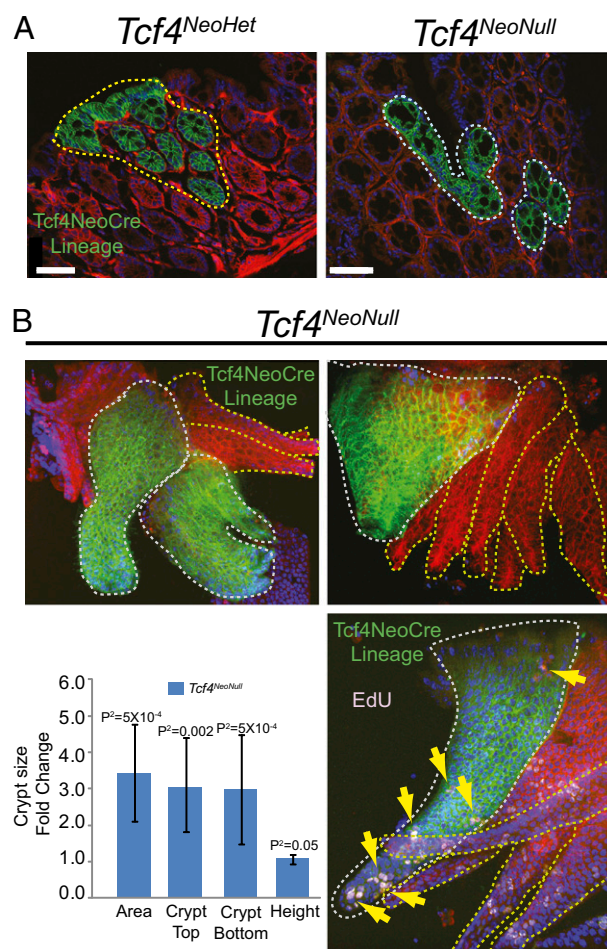 A
Tcf4NeoHet
Tcf4NeoNull
Tcf4NeoCre
Lineage
B
Tcf4NeoNull
Tcf4NeoCre
Lineage
Tcf4NeoCre
Lineage
EdU
Crypt size
Fold Change
6.0
5.0
4.0
3.0
2.0
1.0
0.0
Tcf4NeoNull
P²=5X10⁻⁴
P²=0.002
P²=5X10⁻⁴
P²=0.05
Area
Crypt
Top
Crypt
Bottom
Height